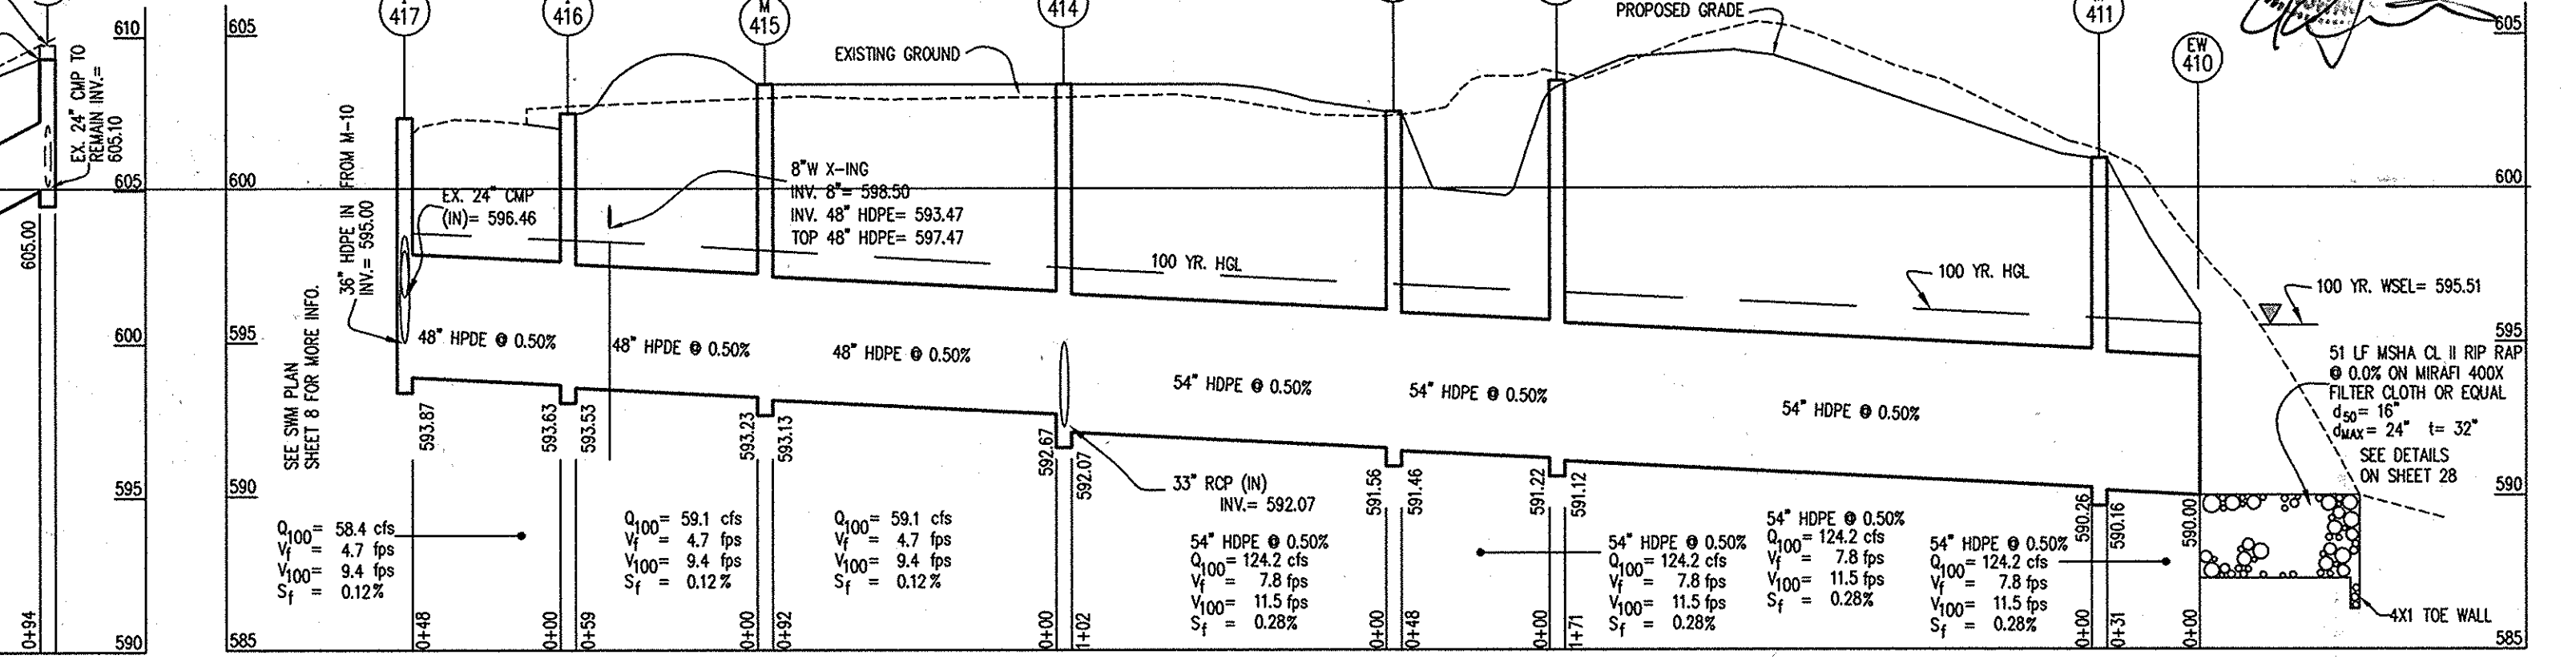 610
605
600
595
590
EX. 24" CMP TO
REMAIN INV.=
605.10
605.00
0+94
605
600
595
590
585
417
416
M
415
414
411
EW
410
605
600
595
590
585
EXISTING GROUND
PROPOSED GRADE
36" HDPE IN FROM M-10
INV.= 595.00
EX. 24" CMP
(IN)= 596.46
8"W X-ING
INV. 8"= 598.50
INV. 48" HDPE= 593.47
TOP 48" HDPE= 597.47
100 YR. HGL
100 YR. HGL
100 YR. WSEL= 595.51
SEE SWM PLAN
SHEET 8 FOR MORE INFO.
48" HPDE @ 0.50%
48" HPDE @ 0.50%
48" HDPE @ 0.50%
54" HDPE @ 0.50%
54" HDPE @ 0.50%
54" HDPE @ 0.50%
51 LF MSHA CL II RIP RAP
@ 0.0% ON MIRAFI 400X
FILTER CLOTH OR EQUAL
d50= 16"
dMAX= 24" t= 32"
SEE DETAILS
ON SHEET 28
593.87
593.63
593.53
593.23
593.13
592.67
592.07
591.56
591.46
591.22
591.12
590.26
590.16
590.00
33" RCP (IN)
INV.= 592.07
Q100= 58.4 cfs
Vf = 4.7 fps
V100= 9.4 fps
Sf = 0.12%
Q100= 59.1 cfs
Vf = 4.7 fps
V100= 9.4 fps
Sf = 0.12%
Q100= 59.1 cfs
Vf = 4.7 fps
V100= 9.4 fps
Sf = 0.12%
54" HDPE @ 0.50%
Q100= 124.2 cfs
Vf = 7.8 fps
V100= 11.5 fps
Sf = 0.28%
54" HDPE @ 0.50%
Q100= 124.2 cfs
Vf = 7.8 fps
V100= 11.5 fps
Sf = 0.28%
54" HDPE @ 0.50%
Q100= 124.2 cfs
Vf = 7.8 fps
V100= 11.5 fps
Sf = 0.28%
54" HDPE @ 0.50%
Q100= 124.2 cfs
Vf = 7.8 fps
V100= 11.5 fps
Sf = 0.28%
4X1 TOE WALL
0+48
0+00
0+59
0+00
0+92
0+00
1+02
0+00
0+48
0+00
1+71
0+00
0+31
0+00